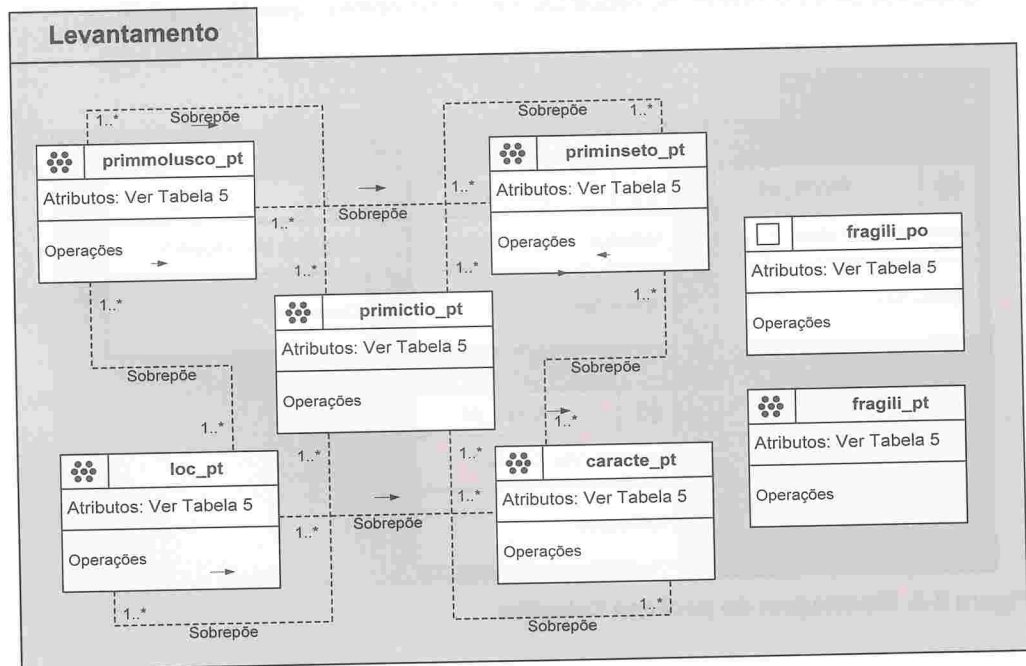 Levantamento
1..*
Sobrepõe
primmolusco_pt
Atributos: Ver Tabela 5
Operações
1..*
1..*
1..*
Sobrepõe
Sobrepõe
1..*
priminseto_pt
Atributos: Ver Tabela 5
Operações
1..*
1..*
1..*
fragili_po
Atributos: Ver Tabela 5
Operações
primictio_pt
Atributos: Ver Tabela 5
Operações
1..*
1..*
Sobrepõe
1..*
Sobrepõe
1..*
fragili_pt
Atributos: Ver Tabela 5
Operações
loc_pt
Atributos: Ver Tabela 5
Operações
1..*
1..*
Sobrepõe
1..*
1..*
caracte_pt
Atributos: Ver Tabela 5
Operações
1..*
Sobrepõe
1..*
Sobrepõe